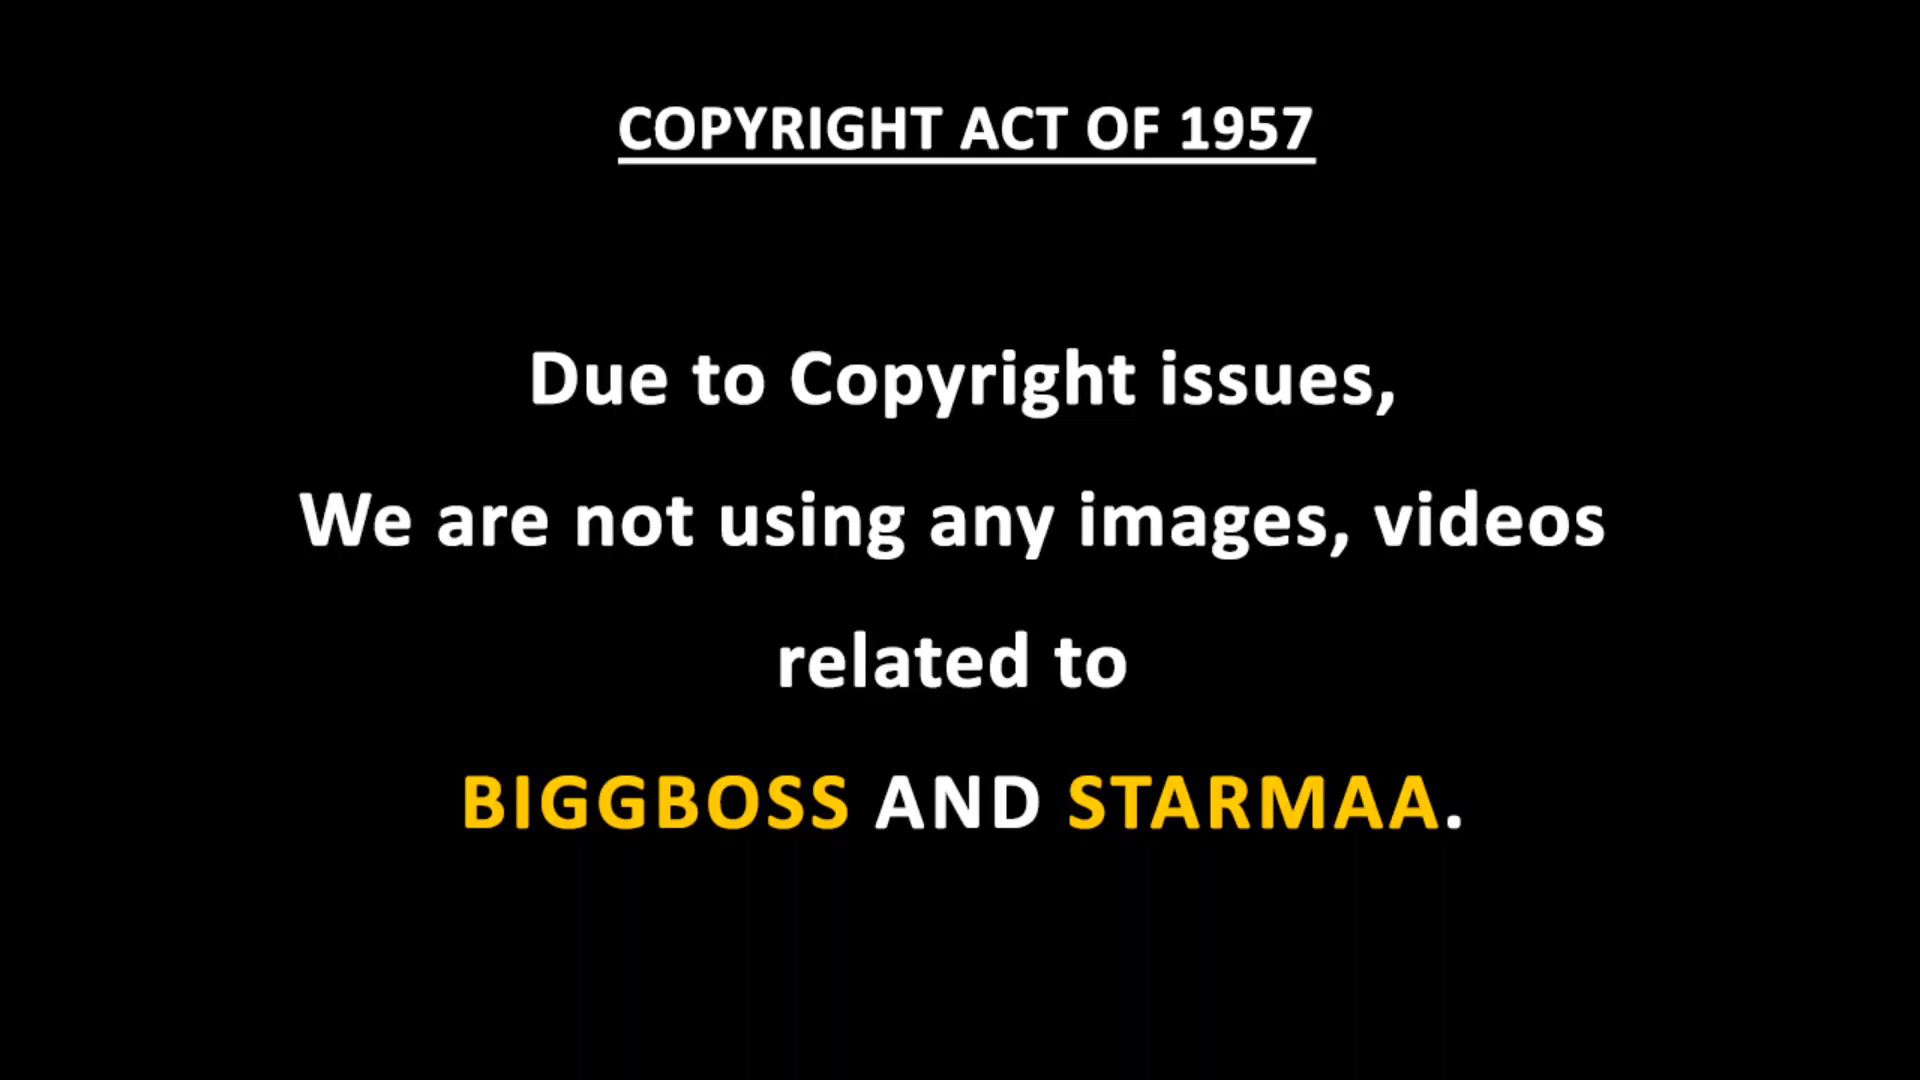 COPYRIGHT ACT OF 1957
Due to Copyright issues,
We are not using any images, videos
related to
BIGGBOSS AND STARMAA.